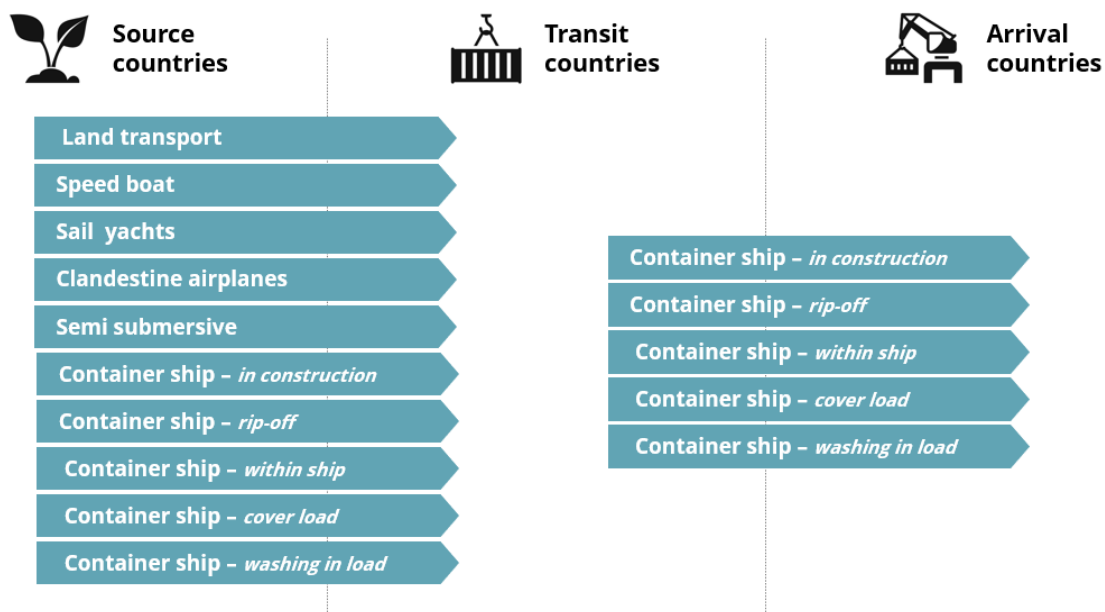 Source
countries
Transit
countries
Arrival
countries
Land transport
Speed boat
Sail yachts
Clandestine airplanes
Semi submersive
Container ship – in construction
Container ship – rip-off
Container ship – within ship
Container ship – cover load
Container ship – washing in load
Container ship – in construction
Container ship – rip-off
Container ship – within ship
Container ship – cover load
Container ship – washing in load